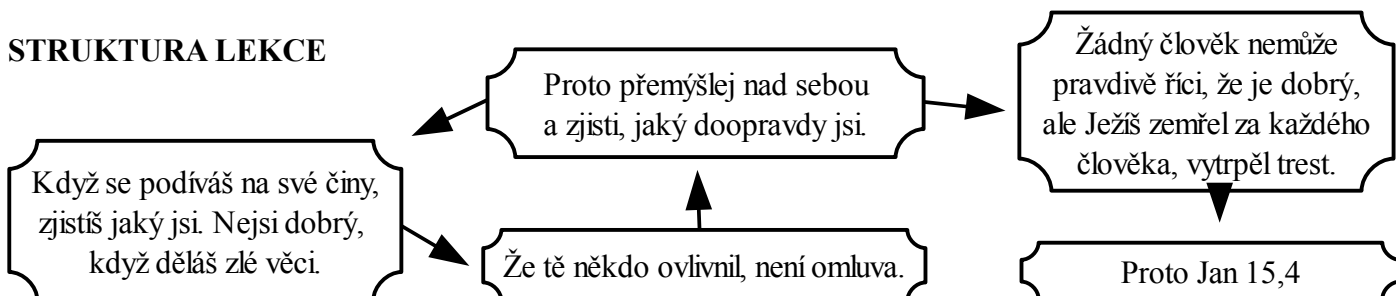 STRUKTURA LEKCE
Proto přemýšlej nad sebou
a zjisti, jaký doopravdy jsi.
Žádný člověk nemůže
pravdivě říci, že je dobrý,
ale Ježíš zemřel za každého
člověka, vytrpěl trest.
Když se podíváš na své činy,
zjistíš jaký jsi. Nejsi dobrý,
když děláš zlé věci.
Že tě někdo ovlivnil, není omluva.
Proto Jan 15,4